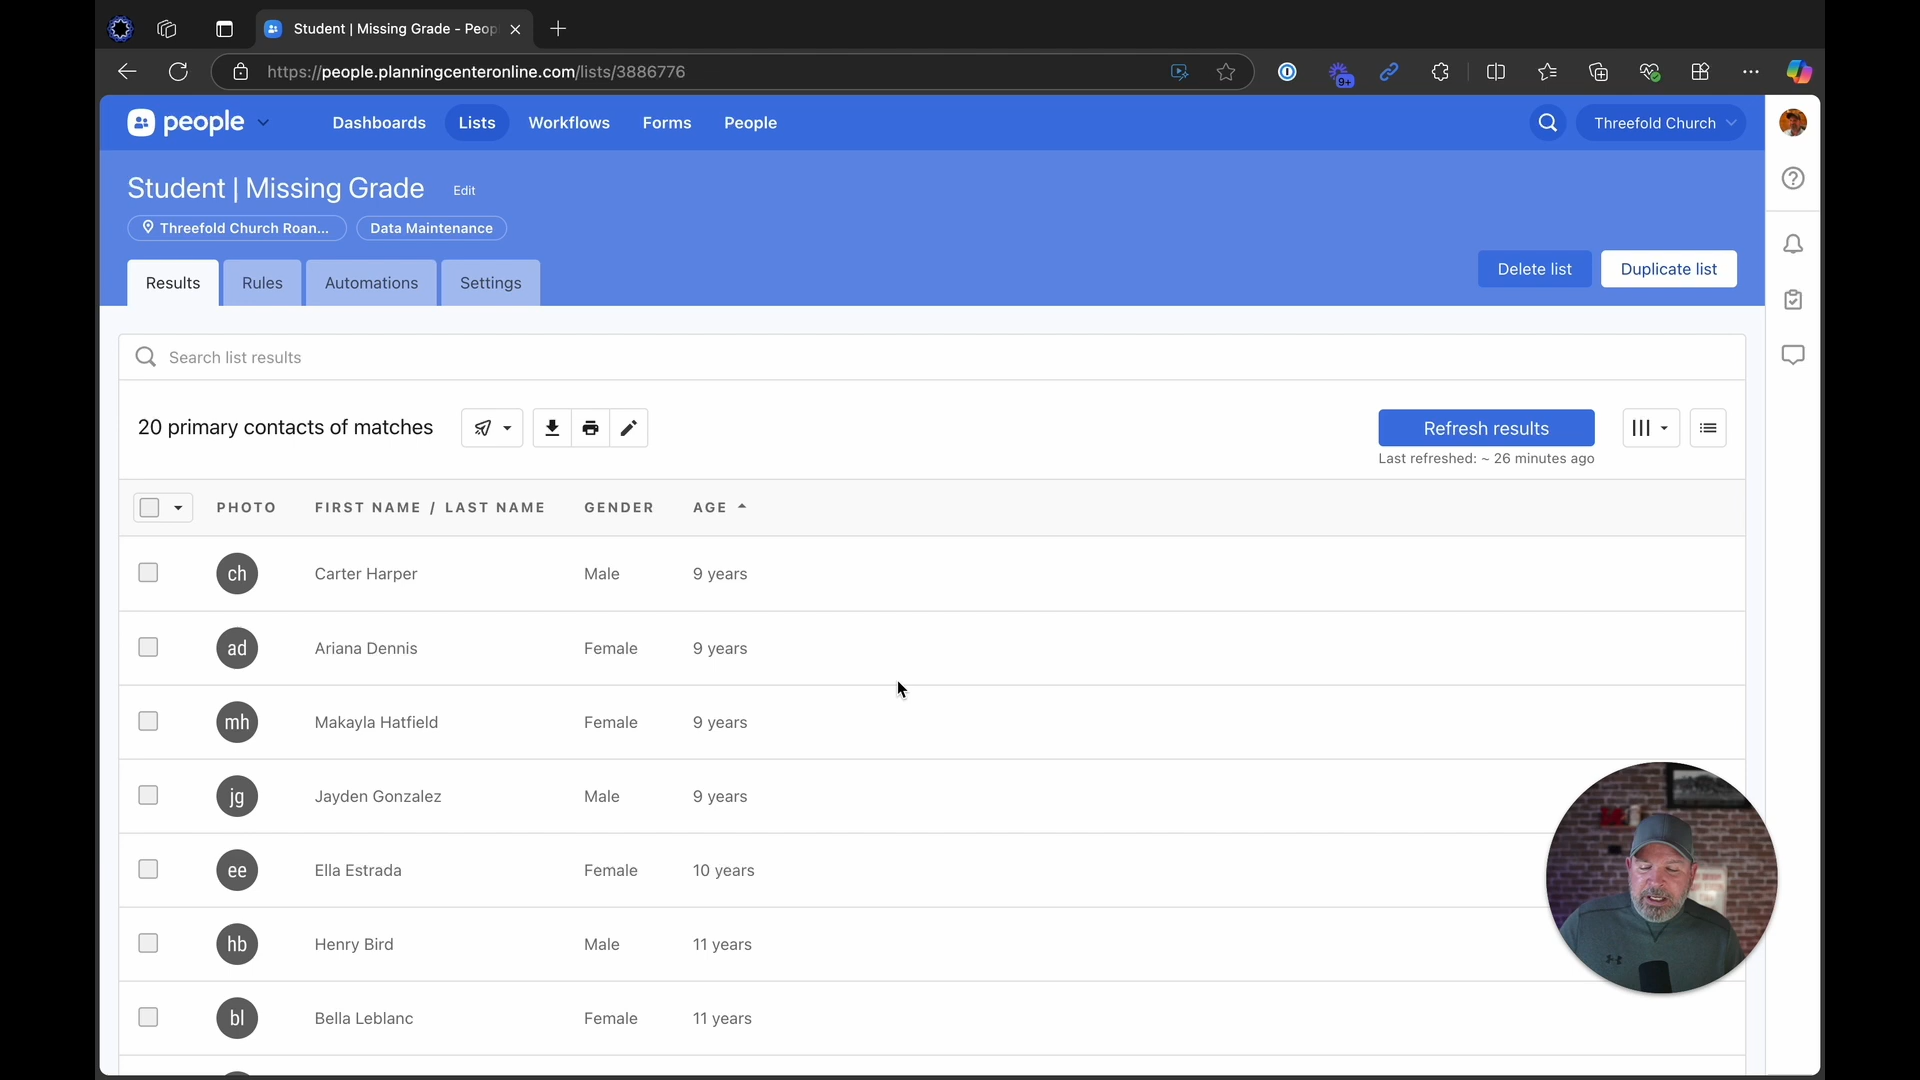 Student | Missing Grade - Peop
https://people.planningcenteronline.com/lists/3886776
9+
people
Dashboards
Lists
Workflows
Forms
People
Threefold Church
Student | Missing Grade
Edit
Threefold Church Roan...
Data Maintenance
Results
Rules
Automations
Settings
Delete list
Duplicate list
Search list results
20 primary contacts of matches
Refresh results
Last refreshed: ~ 26 minutes ago
PHOTO FIRST NAME / LAST NAME GENDER AGE
ch Carter Harper Male 9 years
ad Ariana Dennis Female 9 years
mh Makayla Hatfield Female 9 years
jg Jayden Gonzalez Male 9 years
ee Ella Estrada Female 10 years
hb Henry Bird Male 11 years
bl Bella Leblanc Female 11 years